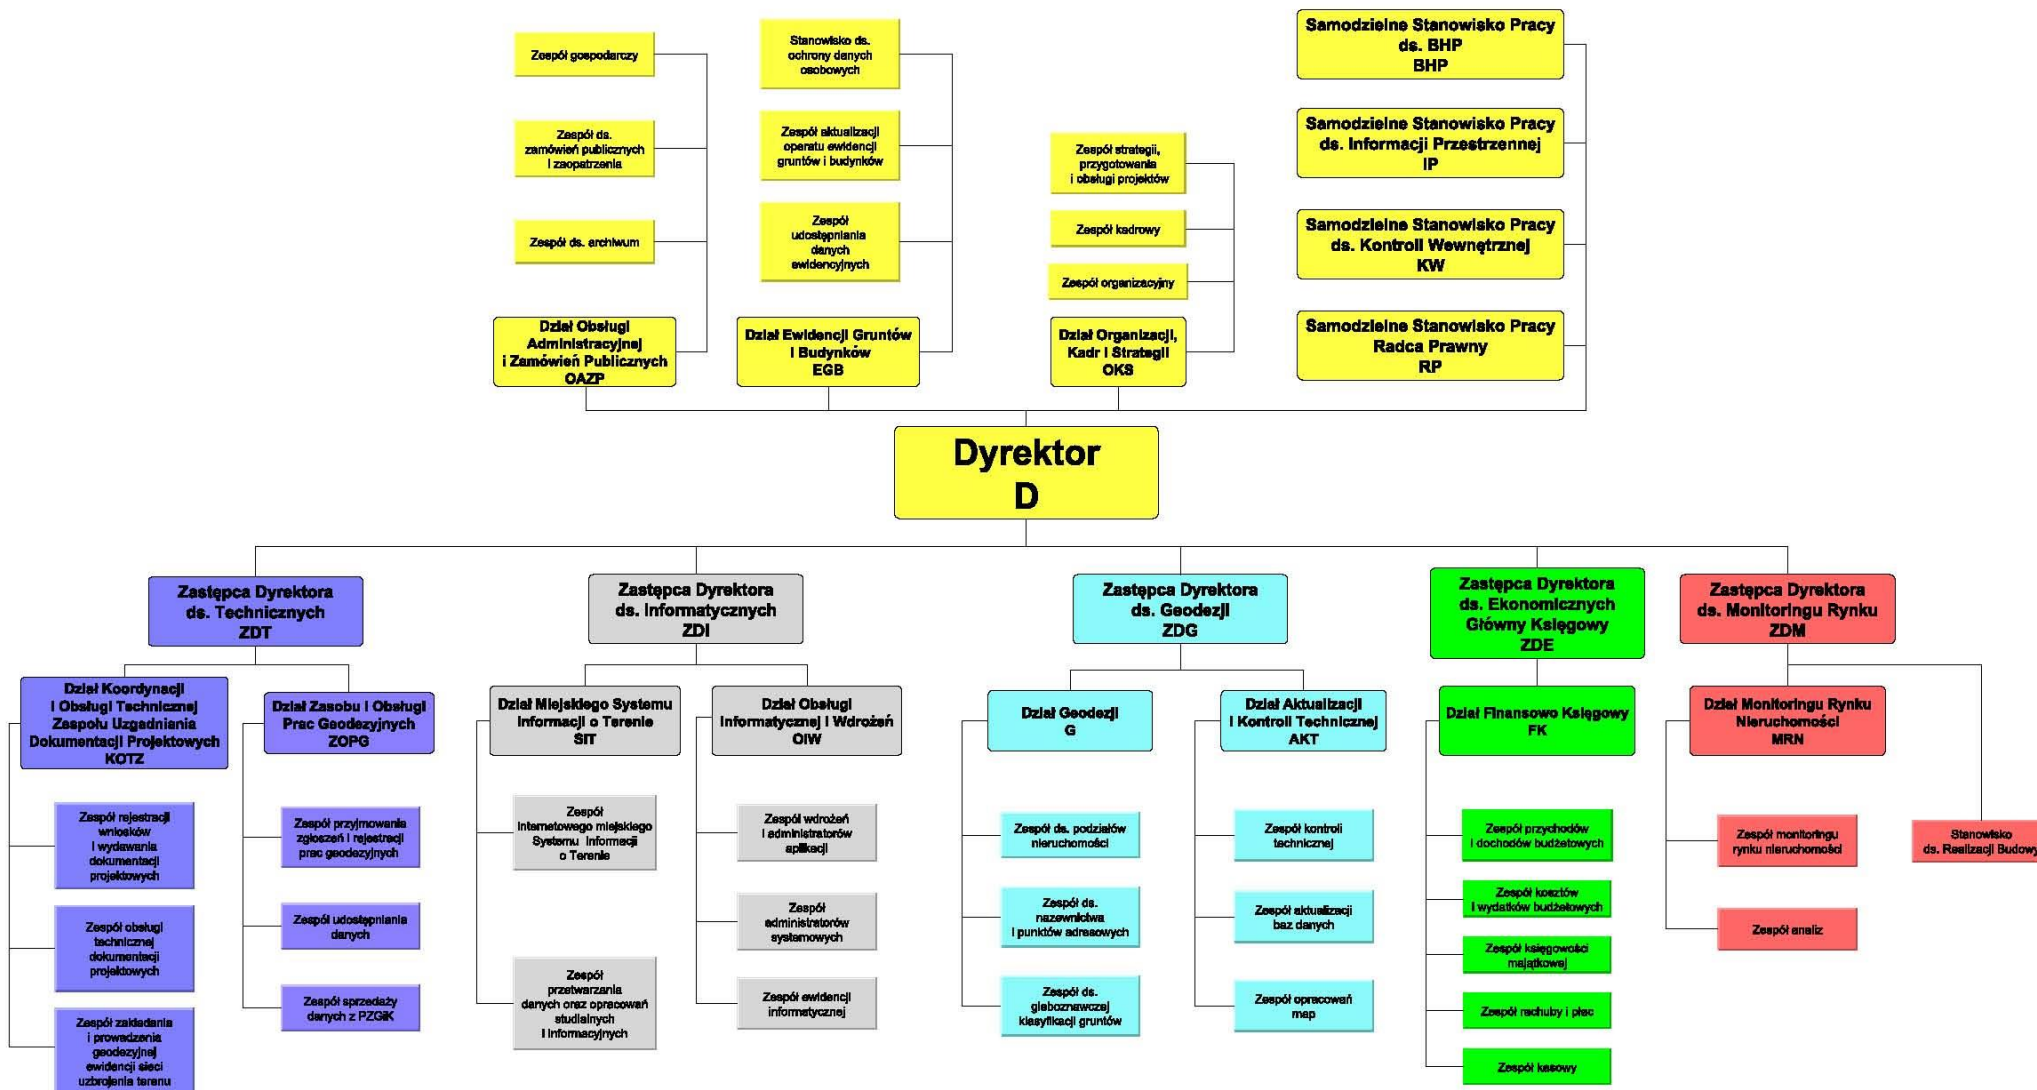 Zespół gospodarczy
Zespół ds.
zamówień publicznych
i zaopatrzenia
Zespół ds. archiwum
Dział Obsługi
Administracyjnej
i Zamówień Publicznych
OAZP
Stanowisko ds.
ochrony danych
osobowych
Zespół aktualizacji
operatu ewidencji
gruntów i budynków
Zespół
udostępniania
danych
ewidencyjnych
Dział Ewidencji Gruntów
i Budynków
EGB
Zespół strategii,
przygotowania
i obsługi projektów
Zespół kadrowy
Zespół organizacyjny
Dział Organizacji,
Kadr i Strategii
OKS
Samodzielne Stanowisko Pracy
ds. BHP
BHP
Samodzielne Stanowisko Pracy
ds. Informacji Przestrzennej
IP
Samodzielne Stanowisko Pracy
ds. Kontroli Wewnętrznej
KW
Samodzielne Stanowisko Pracy
Radca Prawny
RP
Dyrektor
D
Zastępca Dyrektora
ds. Technicznych
ZDT
Dział Koordynacji
i Obsługi Technicznej
Zespołu Uzgadniania
Dokumentacji Projektowych
KOTZ
Zespół rejestracji
wniosków
i wydawania
dokumentacji
projektowych
Zespół obsługi
technicznej
dokumentacji
projektowych
Zespół zakładania
i prowadzenia
geodezyjnej
ewidencji sieci
uzbrojenia terenu
Dział Zasobu i Obsługi
Prac Geodezyjnych
ZOPG
Zespół przyjmowania
zgłoszeń i rejestracji
prac geodezyjnych
Zespół udostępniania
danych
Zespół sprzedaży
danych z PZGiK
Zastępca Dyrektora
ds. Informatycznych
ZDI
Dział Miejskiego Systemu
Informacji o Terenie
SIT
Zespół
internetowego miejskiego
Systemu Informacji
o Terenie
Zespół
przetwarzania
danych oraz opracowań
studialnych
i informacyjnych
Dział Obsługi
Informatycznej i Wdrożeń
OIW
Zespół wdrożeń
i administratorów
aplikacji
Zespół
administratorów
systemowych
Zespół ewidencji
informatycznej
Zastępca Dyrektora
ds. Geodezji
ZDG
Dział Geodezji
G
Zespół ds. podziałów
nieruchomości
Zespół ds.
nazewnictwa
i punktów adresowych
Zespół ds.
gleboznawczej
klasyfikacji gruntów
Dział Aktualizacji
i Kontroli Technicznej
AKT
Zespół kontroli
technicznej
Zespół aktualizacji
baz danych
Zespół opracowań
map
Zastępca Dyrektora
ds. Ekonomicznych
Główny Księgowy
ZDE
Dział Finansowo Księgowy
FK
Zespół przychodów
i dochodów budżetowych
Zespół kosztów
i wydatków budżetowych
Zespół księgowości
majątkowej
Zespół rachuby i płac
Zespół kasowy
Zastępca Dyrektora
ds. Monitoringu Rynku
ZDM
Dział Monitoringu Rynku
Nieruchomości
MRN
Zespół monitoringu
rynku nieruchomości
Zespół analiz
Stanowisko
ds. Realizacji Budowy